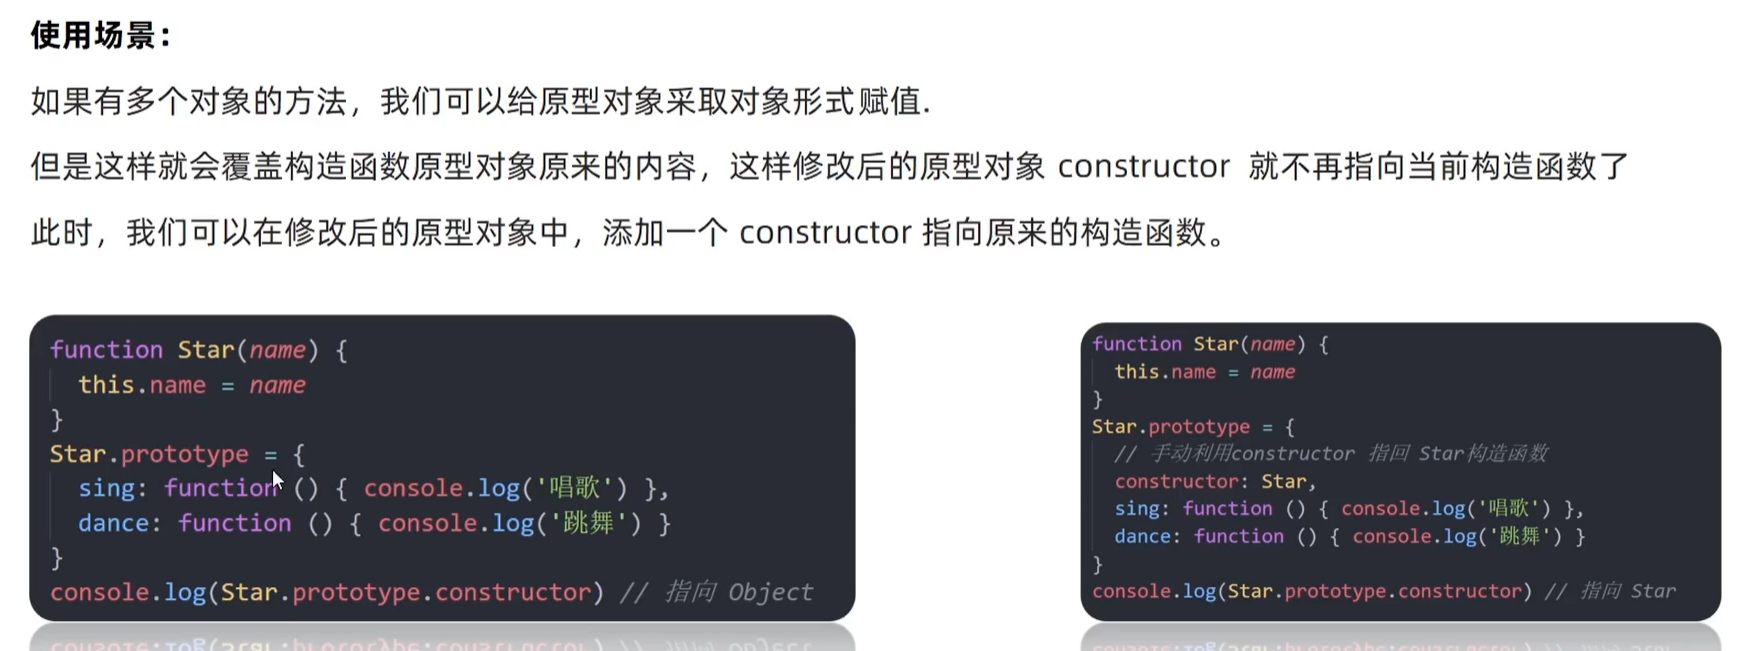 使用场景：
如果有多个对象的方法，我们可以给原型对象采取对象形式赋值.
但是这样就会覆盖构造函数原型对象原来的内容，这样修改后的原型对象 constructor 就不再指向当前构造函数了
此时，我们可以在修改后的原型对象中，添加一个 constructor 指向原来的构造函数。
function Star(name) {
  this.name = name
}
Star.prototype = {
  sing: function () { console.log('唱歌') },
  dance: function () { console.log('跳舞') }
}
console.log(Star.prototype.constructor) // 指向 Object
function Star(name) {
  this.name = name
}
Star.prototype = {
  // 手动利用constructor 指回 Star构造函数
  constructor: Star,
  sing: function () { console.log('唱歌') },
  dance: function () { console.log('跳舞') }
}
console.log(Star.prototype.constructor) // 指向 Star